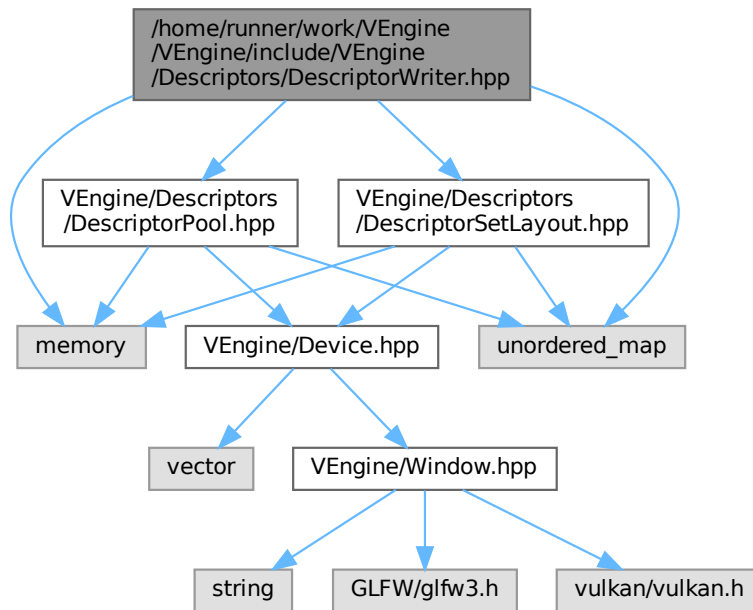 /home/runner/work/VEngine
/VEngine/include/VEngine
/Descriptors/DescriptorWriter.hpp
VEngine/Descriptors
/DescriptorPool.hpp
VEngine/Descriptors
/DescriptorSetLayout.hpp
memory
VEngine/Device.hpp
unordered_map
vector
VEngine/Window.hpp
string
GLFW/glfw3.h
vulkan/vulkan.h